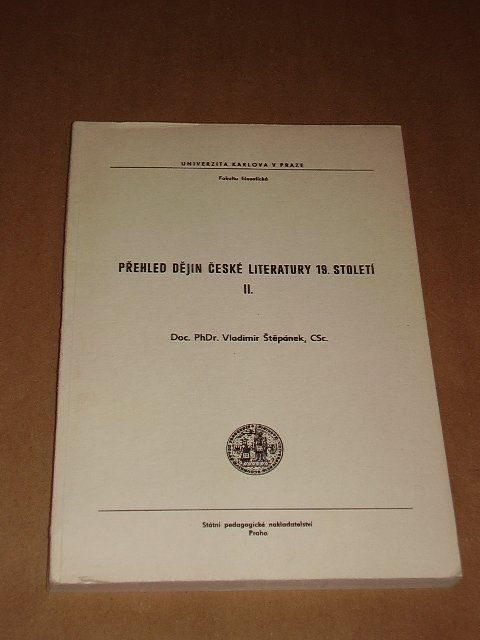 UNIVERZITA KARLOVA V PRAZE
Fakulta filosofická
PŘEHLED DĚJIN ČESKÉ LITERATURY 19. STOLETÍ
II.
Doc. PhDr. Vladimír Štěpánek, CSc.
Státní pedagogické nakladatelství
Praha